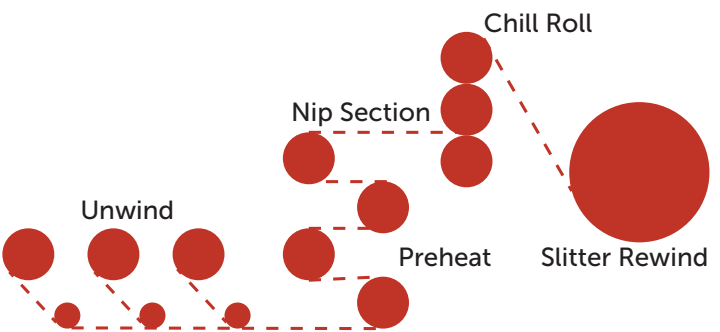 Chill Roll
Nip Section
Unwind
Preheat
Slitter Rewind